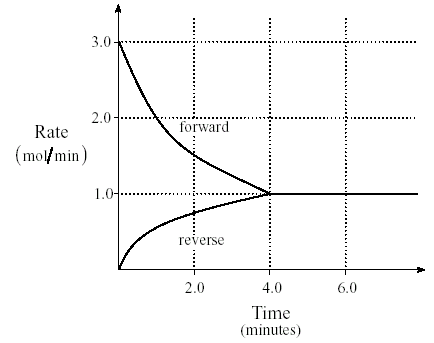 3.0
2.0
forward
Rate
(mol/min)
1.0
reverse
2.0
4.0
6.0
Time
(minutes)